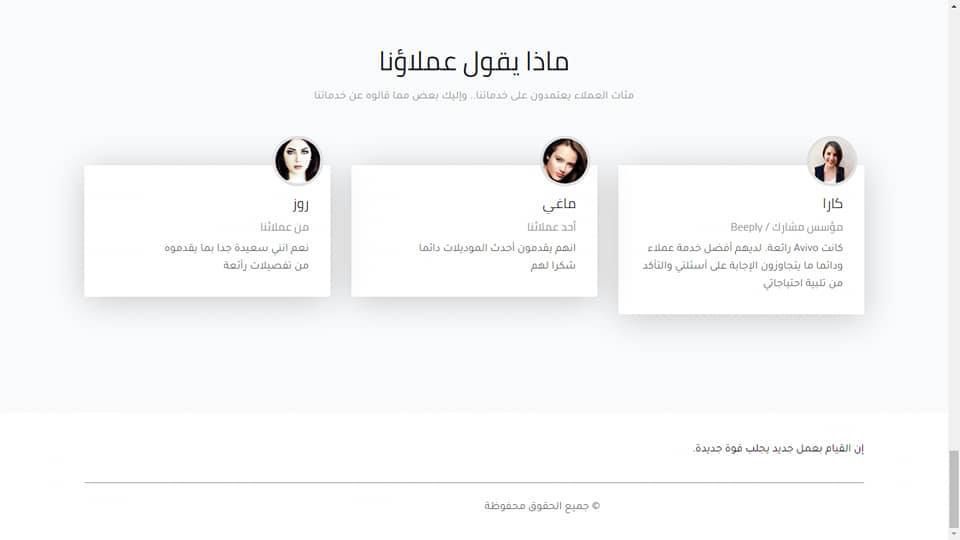 ماذا يقول عملاؤنا
مئات العملاء يعتمدون على خدماتنا.. وإليك بعض مما قالوه عن خدماتنا
كارا
مؤسس مشارك / Beeply
كانت Avivo رائعة. لديهم أفضل خدمة عملاء
ودائما ما يتجاوزون الإجابة على أسئلتي والتأكد
من تلبية احتياجاتي
ماغي
أحد عملائنا
انهم يقدمون أحدث الموديلات دائما
شكرا لهم
روز
من عملائنا
نعم انني سعيدة جدا بما يقدموه
من تفصيلات رائعة
إن القيام بعمل جديد يجلب قوة جديدة.
© جميع الحقوق محفوظة